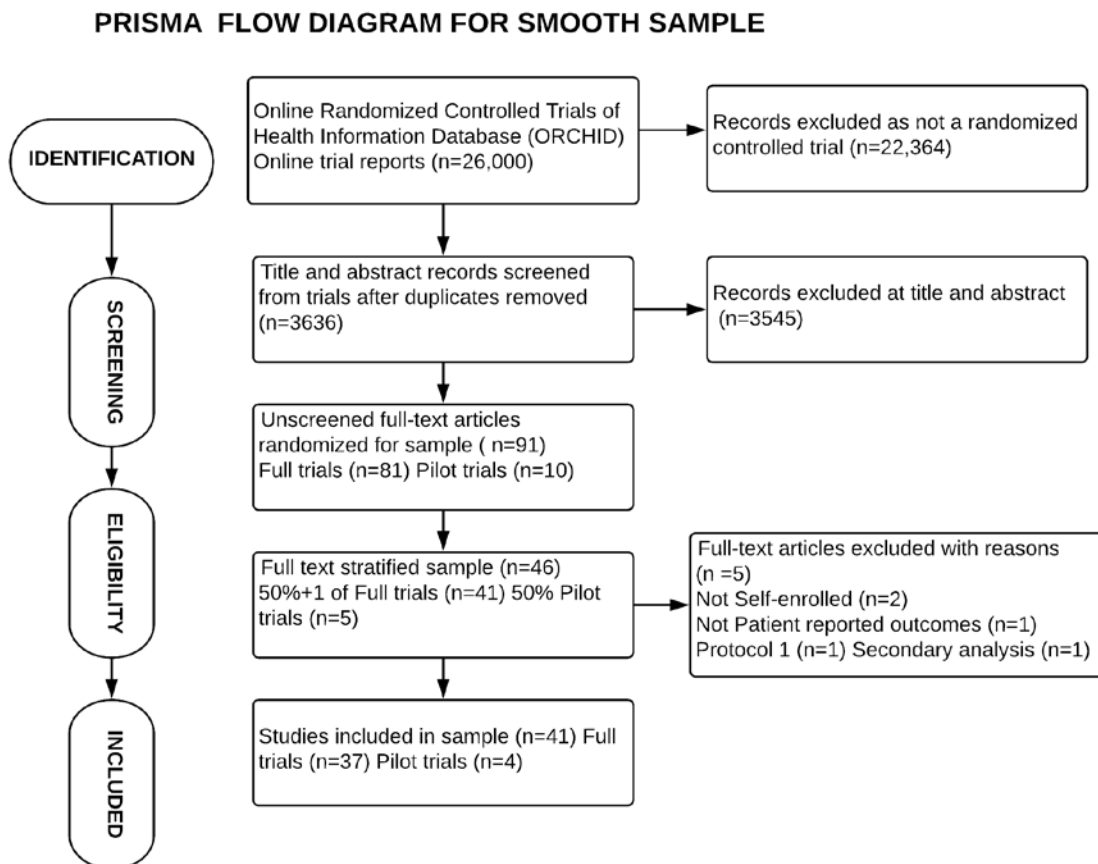 PRISMA FLOW DIAGRAM FOR SMOOTH SAMPLE
IDENTIFICATION
Online Randomized Controlled Trials of
Health Information Database (ORCHID)
Online trial reports (n=26,000)
Records excluded as not a randomized
controlled trial (n=22,364)
SCREENING
Title and abstract records screened
from trials after duplicates removed
(n=3636)
Records excluded at title and abstract
(n=3545)
Unscreened full-text articles
randomized for sample ( n=91)
Full trials (n=81) Pilot trials (n=10)
ELIGIBILITY
Full text stratified sample (n=46)
50%+1 of Full trials (n=41) 50% Pilot
trials (n=5)
Full-text articles excluded with reasons
(n =5)
Not Self-enrolled (n=2)
Not Patient reported outcomes (n=1)
Protocol 1 (n=1) Secondary analysis (n=1)
INCLUDED
Studies included in sample (n=41) Full
trials (n=37) Pilot trials (n=4)